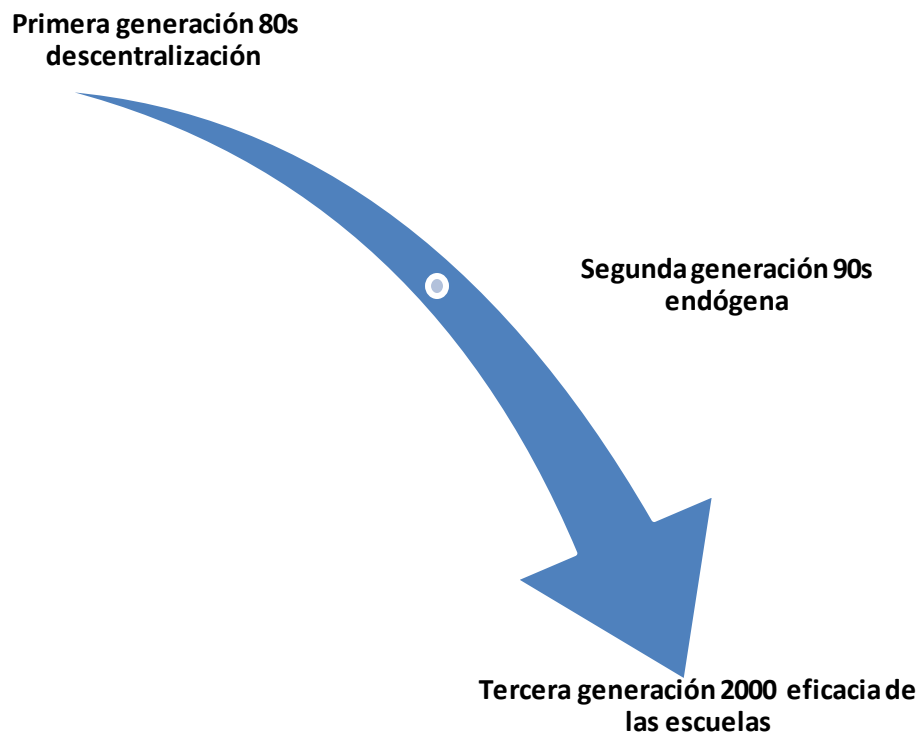 Primera generación 80s
descentralización
Segunda generación 90s
endógena
Tercera generación 2000 eficacia de
las escuelas